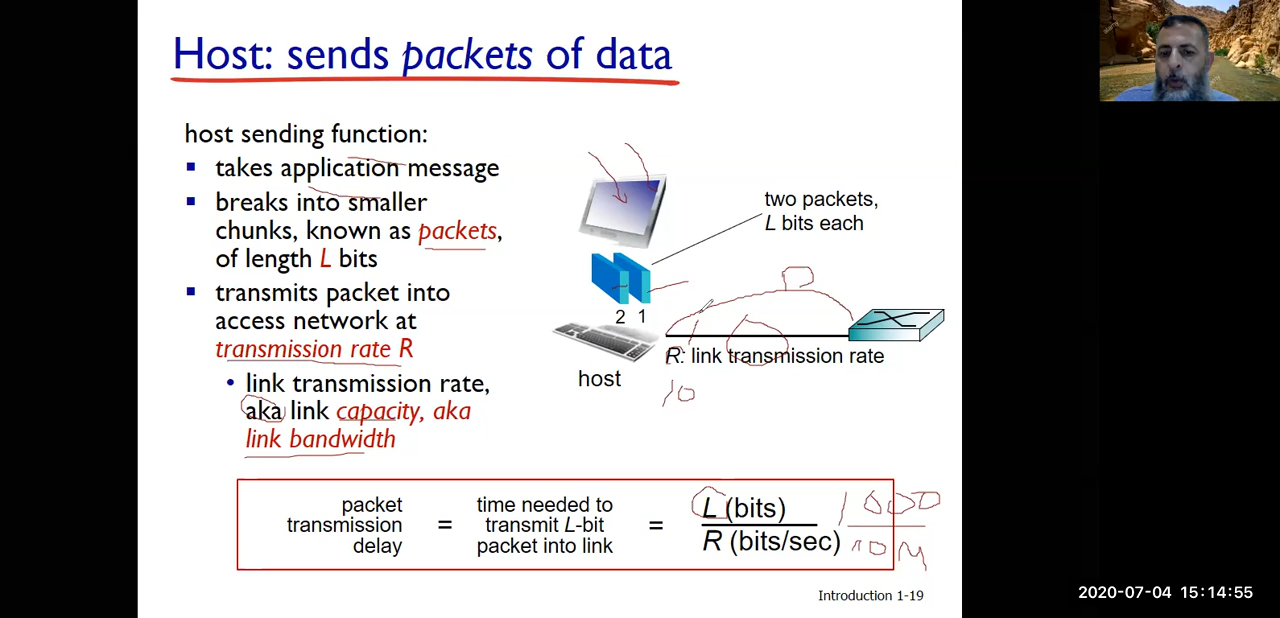 Host: sends packets of data
host sending function:
▪ takes application message
▪ breaks into smaller
chunks, known as packets,
of length L bits
▪ transmits packet into
access network at
transmission rate R
• link transmission rate,
aka link capacity, aka
link bandwidth
two packets,
L bits each
2 1
R: link transmission rate
host
10
packet
transmission
delay
=
time needed to
transmit L-bit
packet into link
=
L (bits)
R (bits/sec)
1000
10 M
Introduction 1-19
2020-07-04 15:14:55